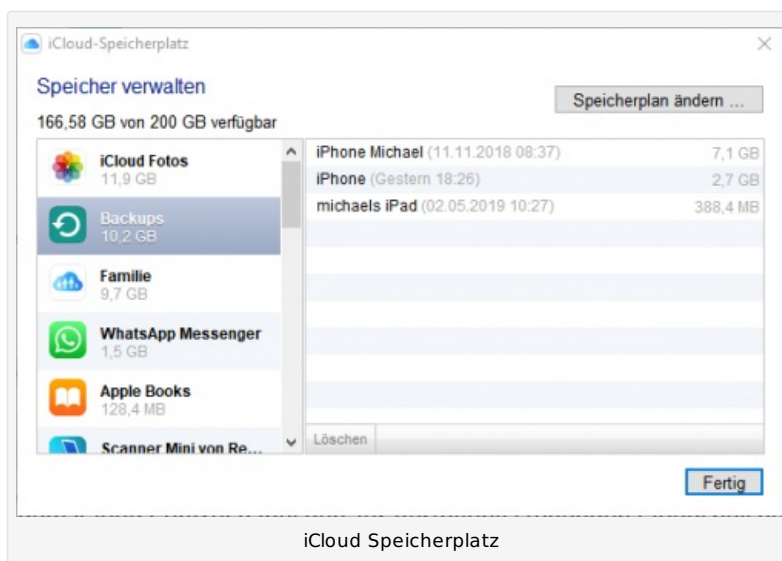 iCloud-Speicherplatz
Speicher verwalten
Speicherplan ändern ...
166,58 GB von 200 GB verfügbar
iCloud Fotos
11,9 GB
Backups
10,2 GB
Familie
9,7 GB
WhatsApp Messenger
1,5 GB
Apple Books
128,4 MB
Scanner Mini von Re...
iPhone Michael (11.11.2018 08:37) 7,1 GB
iPhone (Gestern 18:26) 2,7 GB
michaels iPad (02.05.2019 10:27) 388,4 MB
Löschen
Fertig
iCloud Speicherplatz